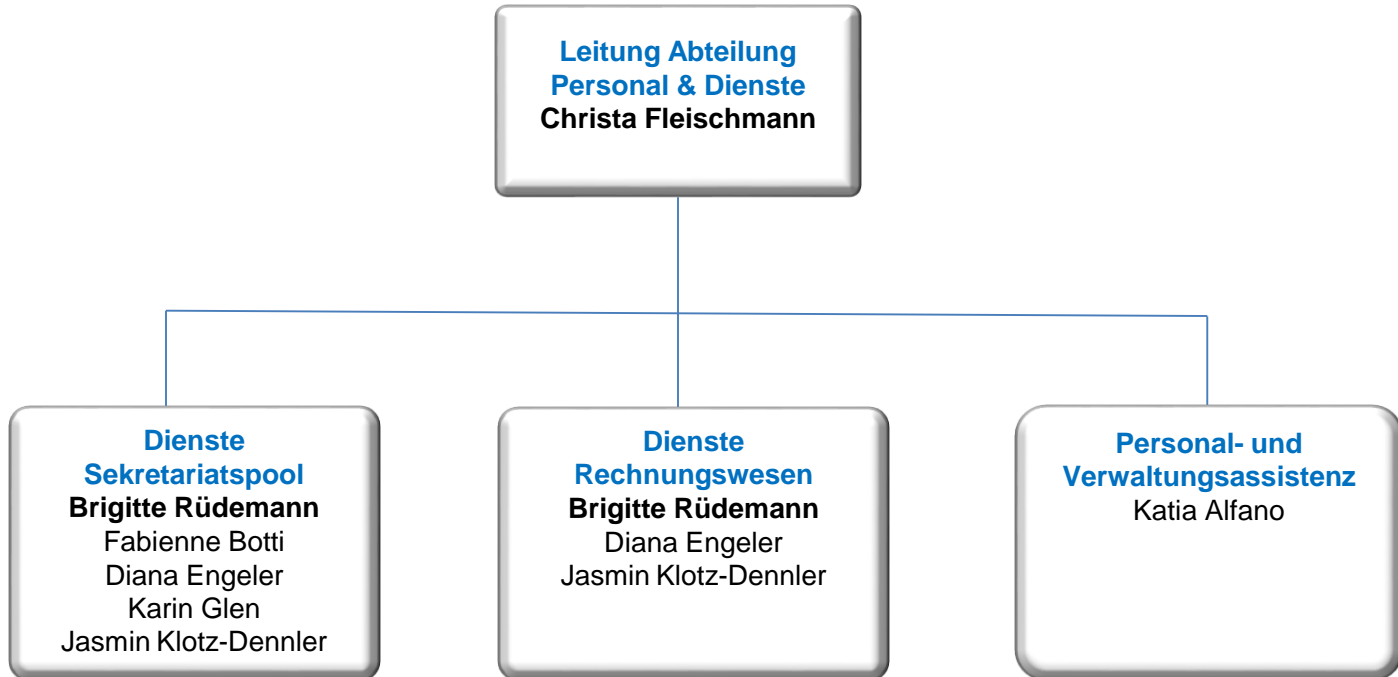 Leitung Abteilung
Personal & Dienste
Christa Fleischmann
Dienste
Sekretariatspool
Brigitte Rüdemann
Fabienne Botti
Diana Engeler
Karin Glen
Jasmin Klotz-Dennler
Dienste
Rechnungswesen
Brigitte Rüdemann
Diana Engeler
Jasmin Klotz-Dennler
Personal- und
Verwaltungsassistenz
Katia Alfano